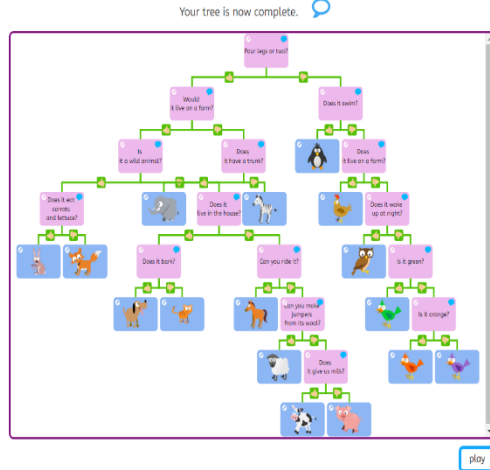 Your tree is now complete.
Four legs or two?
Would
it live on a farm?
Does it swim?
Is
it a wild animal?
Does
it have a trunk?
Does
it live on a farm?
Does it eat
carrots
and lettuce?
Does it
live in the house?
Does it wake
up at night?
Does it bark?
Can you ride it?
Is it green?
Can you make
jumpers
from its wool?
Is it orange?
Does
it give us milk?
play